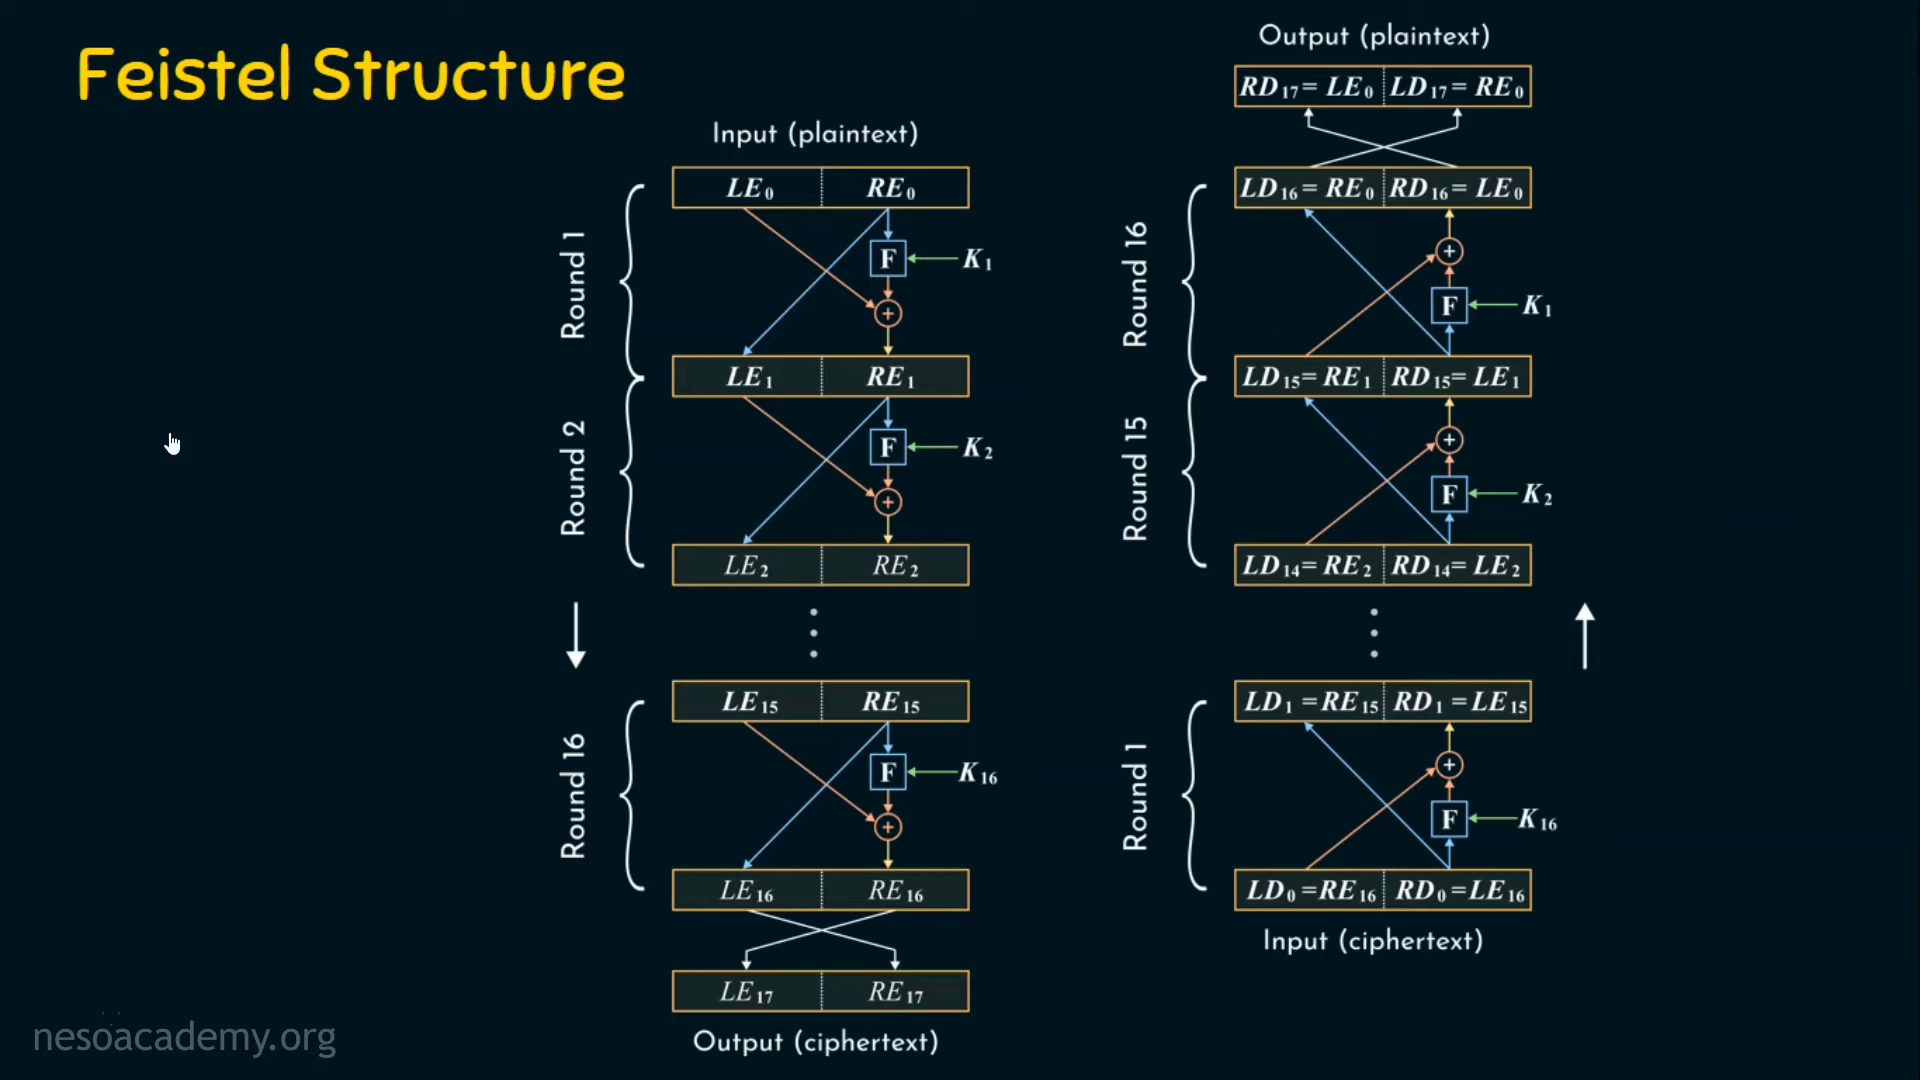 Feistel Structure
Input (plaintext)
LE0 RE0
Round 1
F K1
+
LE1 RE1
Round 2
F K2
+
LE2 RE2
LE15 RE15
Round 16
F K16
+
LE16 RE16
LE17 RE17
Output (ciphertext)
Output (plaintext)
RD17= LE0 LD17= RE0
LD16= RE0 RD16= LE0
Round 16
+
F K1
LD15= RE1 RD15= LE1
Round 15
+
F K2
LD14= RE2 RD14= LE2
LD1 =RE15 RD1 =LE15
Round 1
+
F K16
LD0 =RE16 RD0 =LE16
Input (ciphertext)
nesoacademy.org